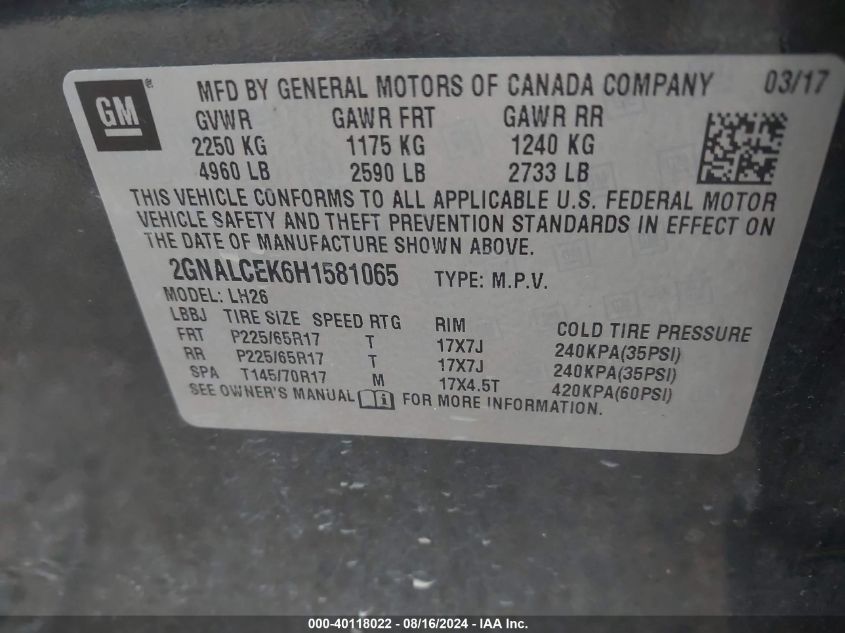 GM ®
MFD BY GENERAL MOTORS OF CANADA COMPANY 03/17
GVWR GAWR FRT GAWR RR
2250 KG 1175 KG 1240 KG
4960 LB 2590 LB 2733 LB
THIS VEHICLE CONFORMS TO ALL APPLICABLE U.S. FEDERAL MOTOR
VEHICLE SAFETY AND THEFT PREVENTION STANDARDS IN EFFECT ON
THE DATE OF MANUFACTURE SHOWN ABOVE.
2GNALCEK6H1581065 TYPE: M.P.V.
MODEL: LH26
LBBJ TIRE SIZE SPEED RTG RIM COLD TIRE PRESSURE
FRT P225/65R17 T 17X7J 240KPA(35PSI)
RR P225/65R17 T 17X7J 240KPA(35PSI)
SPA T145/70R17 M 17X4.5T 420KPA(60PSI)
SEE OWNER'S MANUAL FOR MORE INFORMATION.
000-40118022 - 08/16/2024 - IAA Inc.